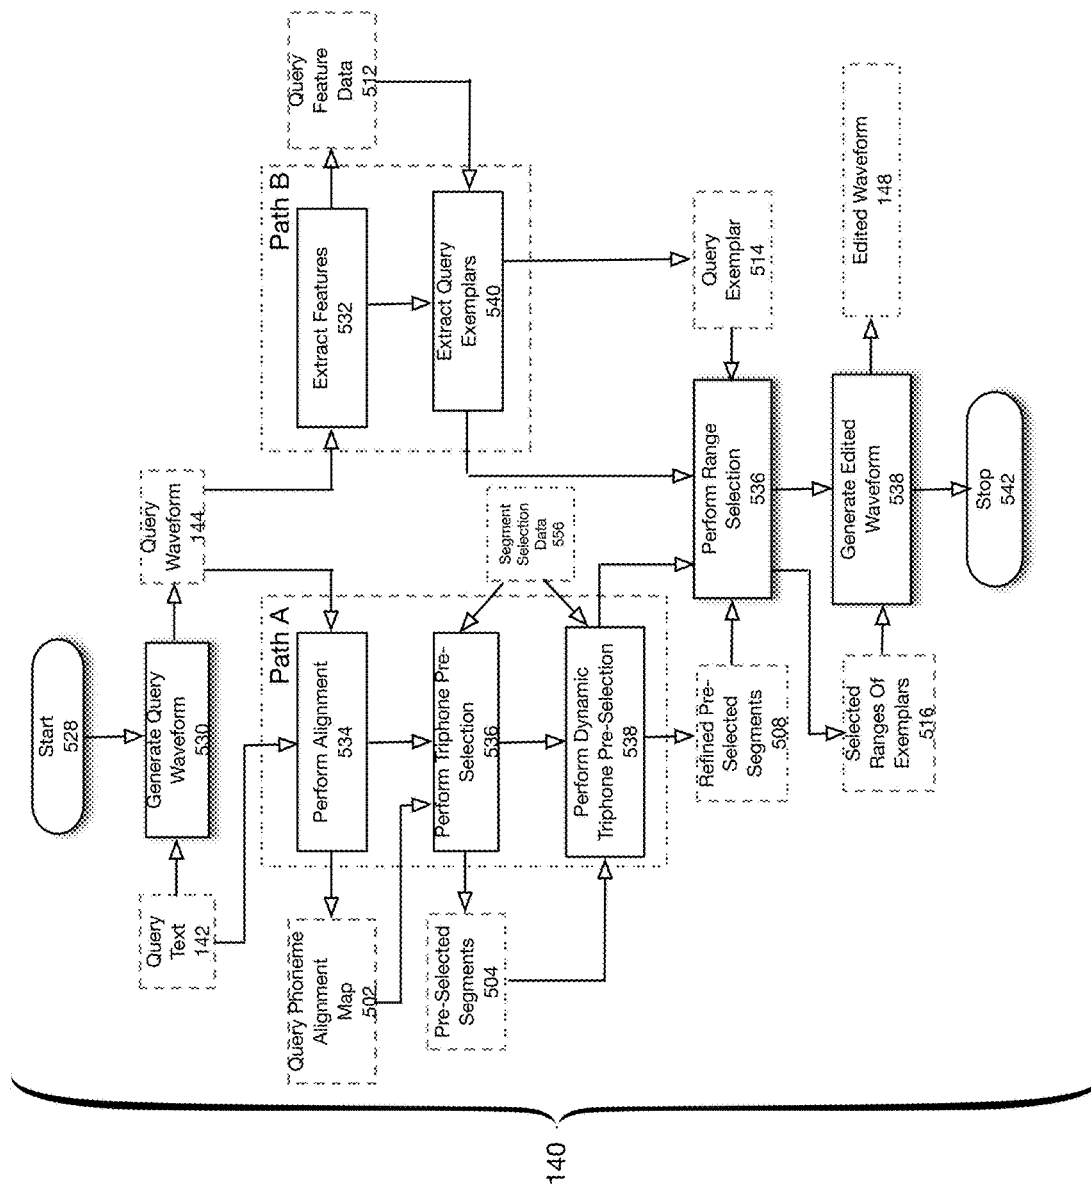 Start
528
Query
Text
142
Generate Query
Waveform
530
Query
Waveform
144
Path A
Perform Alignment
534
Query Phoneme
Alignment
Map
502
Perform Triphone Pre-
Selection
536
Pre-Selected
Segments
504
Segment
Selection
Data
556
Perform Dynamic
Triphone Pre-Selection
538
Path B
Extract Features
532
Query
Feature
Data
512
Extract Query
Exemplars
540
Refined Pre-
Selected
Segments
508
Perform Range
Selection
536
Query
Exemplar
514
Selected
Ranges Of
Exemplars
516
Generate Edited
Waveform
538
Edited Waveform
148
Stop
542
140